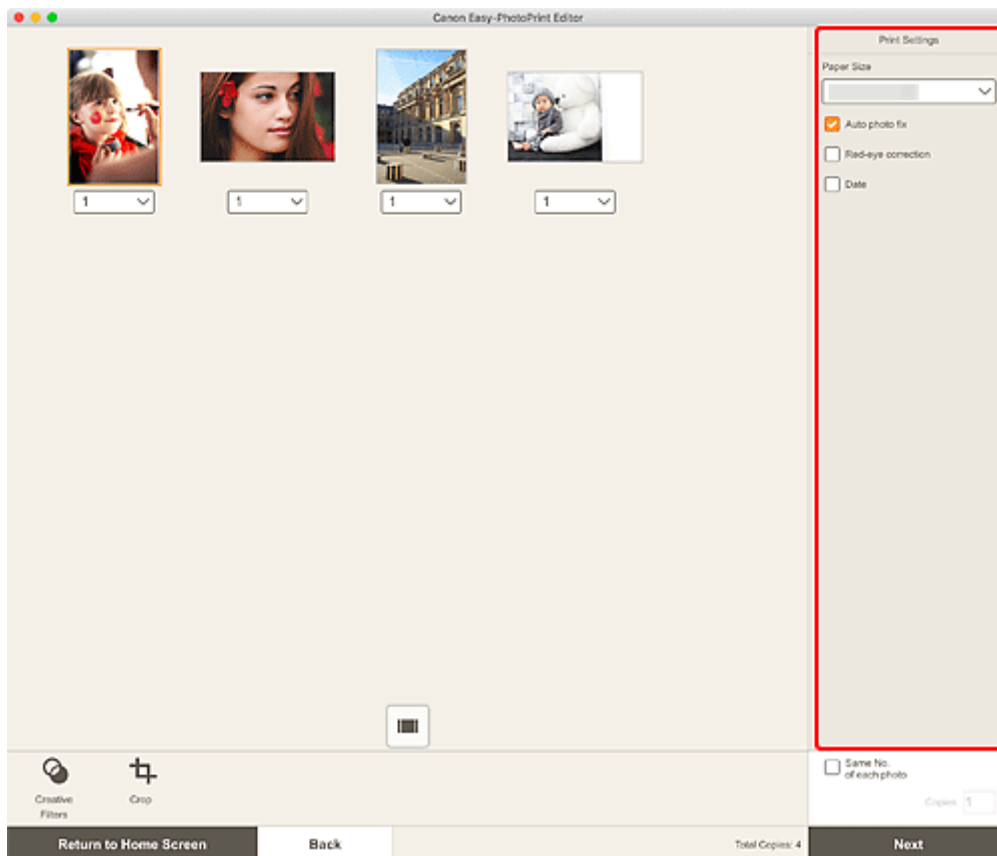 Canon Easy-PhotoPrint Editor
Print Settings
Paper Size
Auto photo fix
Red-eye correction
Date
1
1
1
1
Creative
Filters
Crop
Same No.
of each photo
Copies 1
Return to Home Screen
Back
Total Copies: 4
Next